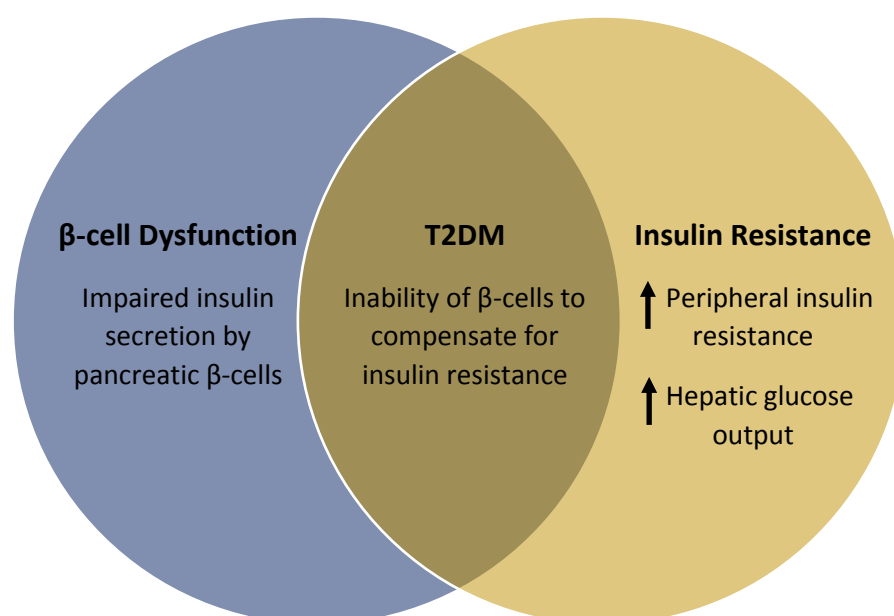 β-cell Dysfunction
Impaired insulin
secretion by
pancreatic β-cells
T2DM
Inability of β-cells to
compensate for
insulin resistance
Insulin Resistance
Peripheral insulin
resistance
Hepatic glucose
output